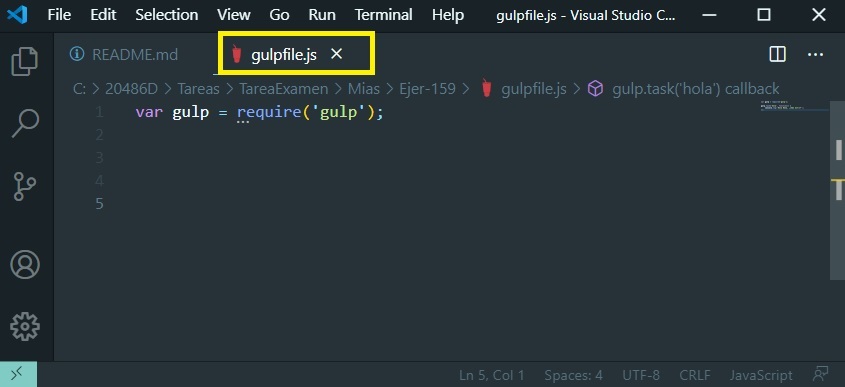 File Edit Selection View Go Run Terminal Help gulpfile.js - Visual Studio C...
README.md gulpfile.js
C: > 20486D > Tareas > TareaExamen > Mias > Ejer-159 > gulpfile.js > gulp.task('hola') callback
1 var gulp = require('gulp');
2
3
4
5
Ln 5, Col 1 Spaces: 4 UTF-8 CRLF JavaScript